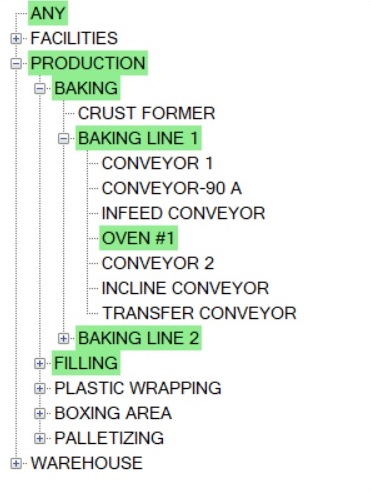 ANY
FACILITIES
PRODUCTION
BAKING
CRUST FORMER
BAKING LINE 1
CONVEYOR 1
CONVEYOR-90 A
INFEED CONVEYOR
OVEN #1
CONVEYOR 2
INCLINE CONVEYOR
TRANSFER CONVEYOR
BAKING LINE 2
FILLING
PLASTIC WRAPPING
BOXING AREA
PALLETIZING
WAREHOUSE